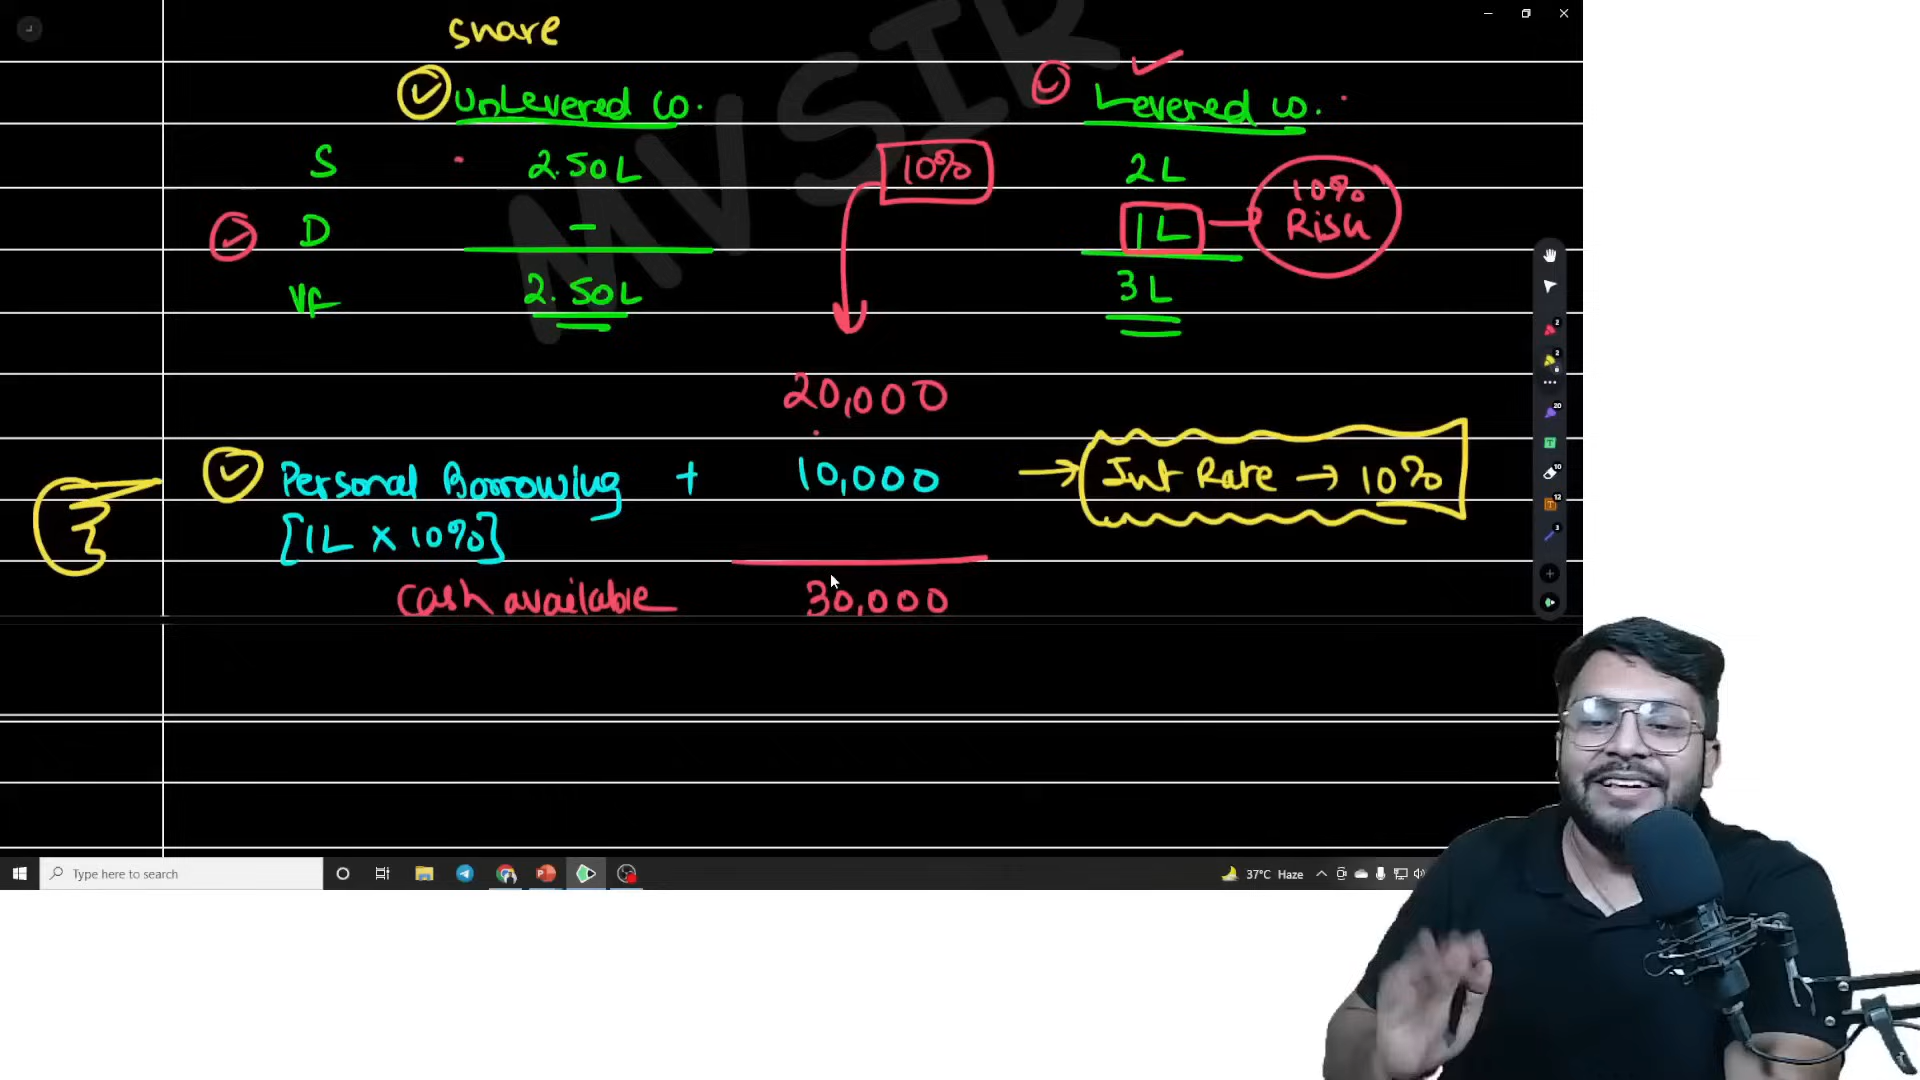 share
MVSIR
UnLevered Co.
Levered Co.
S 2.50L 10% 2L
10% Risk
D - 1L
VF 2.50L 3L
20,000
Personal Borrowing + 10,000 → Int Rate → 10%
[1L x 10%]
Cash available 30,000
Type here to search
37°C Haze